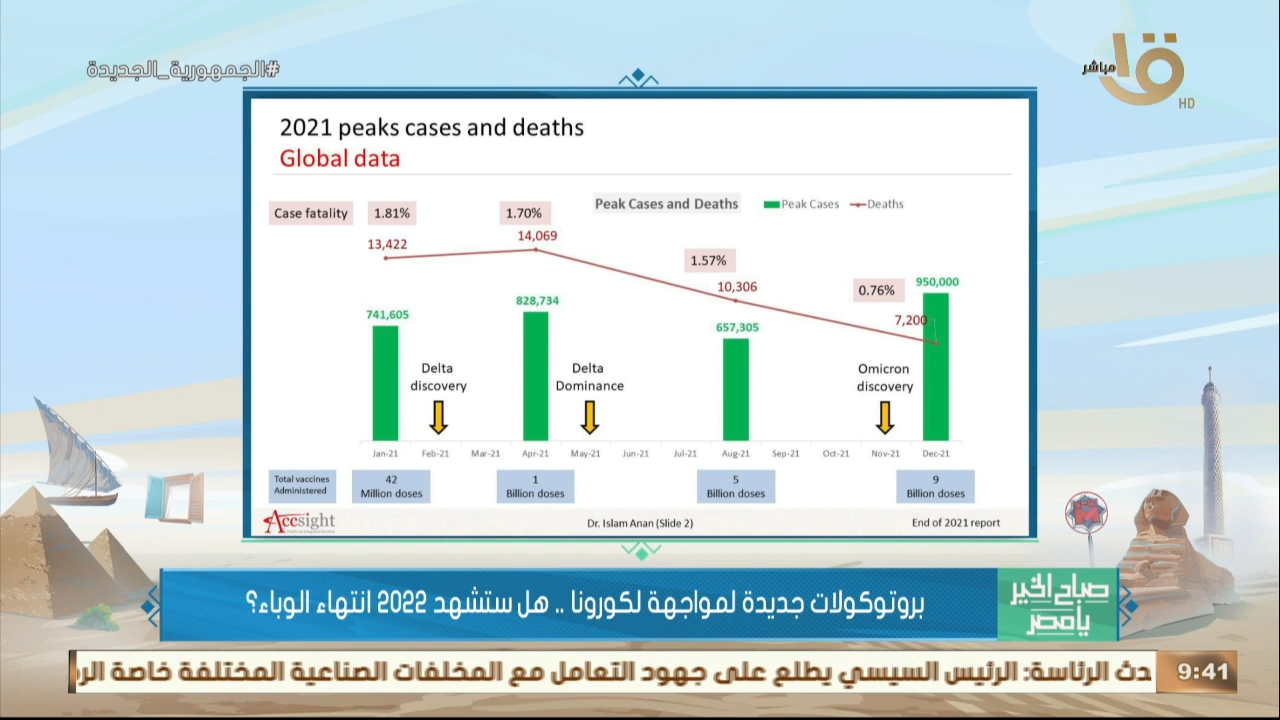 #الجمهورية_الجديدة
مباشر
HD
2021 peaks cases and deaths
Global data
Peak Cases and Deaths
Peak Cases
Deaths
Case fatality
1.81%
1.70%
1.57%
0.76%
13,422
14,069
10,306
7,200
741,605
828,734
657,305
950,000
Delta
discovery
Delta
Dominance
Omicron
discovery
Jan-21 Feb-21 Mar-21 Apr-21 May-21 Jun-21 Jul-21 Aug-21 Sep-21 Oct-21 Nov-21 Dec-21
Total vaccines
Administered
42
Million doses
1
Billion doses
5
Billion doses
9
Billion doses
Accsight
Dr. Islam Anan (Slide 2)
End of 2021 report
بروتوكولات جديدة لمواجهة لكورونا .. هل ستشهد 2022 انتهاء الوباء؟
صباح الخير
يا مصر
دث الرئاسة: الرئيس السيسي يطلع على جهود التعامل مع المخلفات الصناعية المختلفة خاصة
9:41